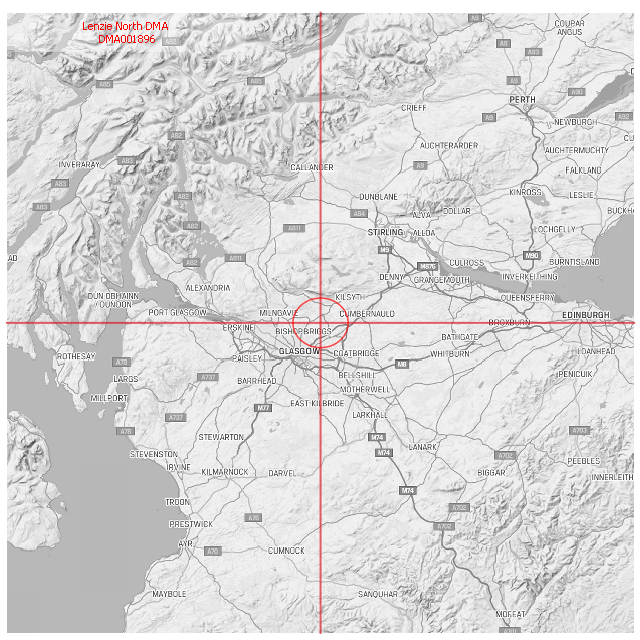 Lenzie North DMA
DMA001896
A82
A85
A85
A9
COUPAR
ANGUS
A9
A93
A9
A90
CRIEFF
PERTH
A9
NEWBURGH
A92
A82
AUCHTERARDER
AUCHTERMUCHTY
INVERARAY
A83
CALLANDER
A9
FALKLAND
A83
A82
DUNBLANE
KINROSS
LESLIE
A83
A84
ALVA
DOLLAR
A82
A811
STIRLING
ALLOA
LOCHGELLY
AD
M9
A82
A811
M876
CULROSS
M90
BURNTISLAND
ALEXANDRIA
DENNY
GRANGEMOUTH
INVERKEITHING
DUN OBHAINN
/ DUNOON
KILSYTH
QUEENSFERRY
PORT GLASGOW
MILNGAVIE
CUMBERNAULD
EDINBURGH
ERSKINE
BISHOPBRIGGS
BROXBURN
BATHGATE
ROTHESAY
PAISLEY
GLASGOW
COATBRIDGE
WHITBURN
LOANHEAD
A78
M8
LARGS
A737
BARRHEAD
BELLSHILL
PENICUIK
MILLPORT
MOTHERWELL
M77
EAST KILBRIDE
A737
LARKHALL
A78
STEWARTON
M74
A703
STEVENSTON
M74
LANARK
A702
IRVINE
KILMARNOCK
DARVEL
BIGGAR
PEEBLES
M74
TROON
A702
PRESTWICK
A76
A702
AYR
A70
CUMNOCK
MAYBOLE
SANQUHAR
MOFFAT